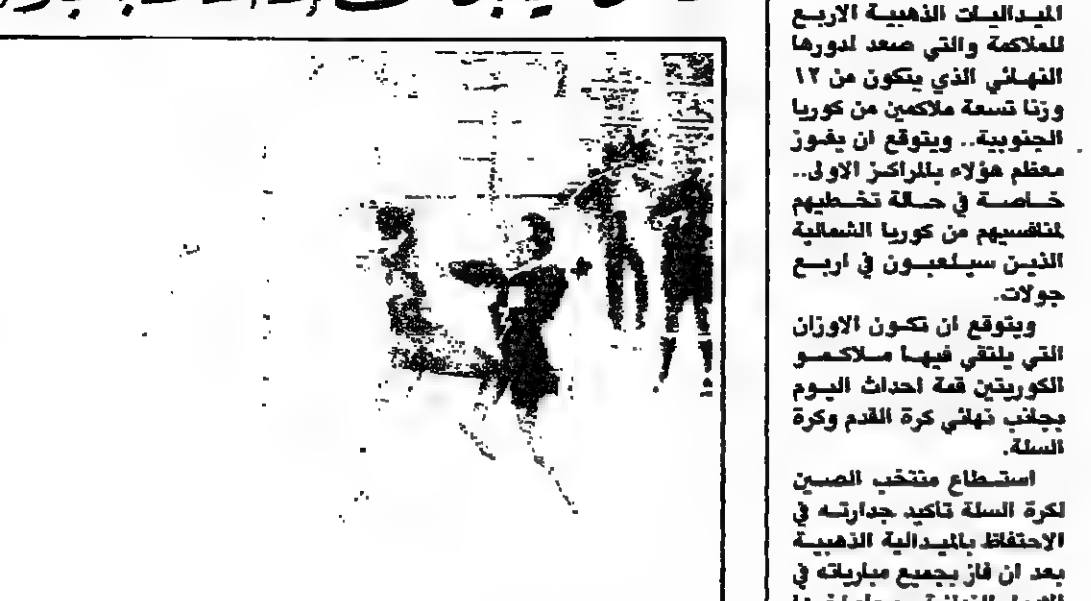 الميداليات الذهبية الاربع
للملاكمة والتي صعد لدورها
النهائي الذي يتكون من ١٢
وزنا تسعة ملاكمين من كوريا
الجنوبية.. ويتوقع ان يفوز
معظم هؤلاء بالمراكز الاولى..
خاصة في حالة تخطيهم
لمنافسيهم من كوريا الشمالية
الذين سيلعبون في اربع
جولات.
ويتوقع ان تكون الاوزان
التي يلتقي فيها ملاكمو
الكوريتين قمة احداث اليوم
بجانب نهائي كرة القدم وكرة
السلة.
استطاع منتخب الصين
لكرة السلة تاكيد جدارته في
الاحتفاظ بالميدالية الذهبية
بعد ان فاز بجميع مبارياته في